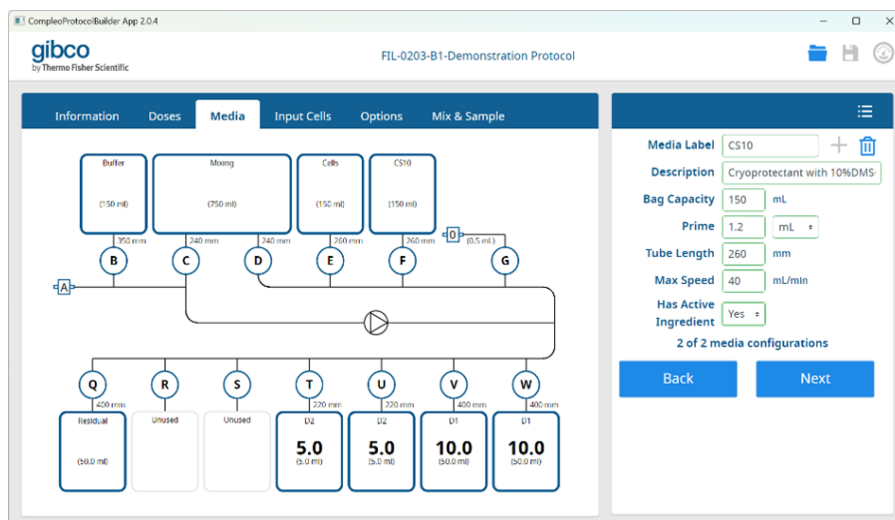 CompleoProtocolBuilder App 2.0.4
gibco
by Thermo Fisher Scientific
FIL-0203-B1-Demonstration Protocol
Information Doses Media Input Cells Options Mix & Sample
Buffer Mixing Cells CS10
(150 ml) (750 ml) (150 ml) (150 ml)
350 mm 240 mm 240 mm 260 mm 260 mm 0 (0.5 mL)
B C D E F G
A
Q R S T U V W
400 mm 220 mm 220 mm 400 mm 400 mm
Residual Unused Unused D2 D2 D1 D1
5.0 5.0 10.0 10.0
(50.0 ml) (5.0 ml) (5.0 ml) (50.0 ml) (50.0 ml)
Media Label CS10
Description Cryoprotectant with 10%DMS
Bag Capacity 150 mL
Prime 1.2 mL
Tube Length 260 mm
Max Speed 40 mL/min
Has Active
Ingredient Yes
2 of 2 media configurations
Back Next